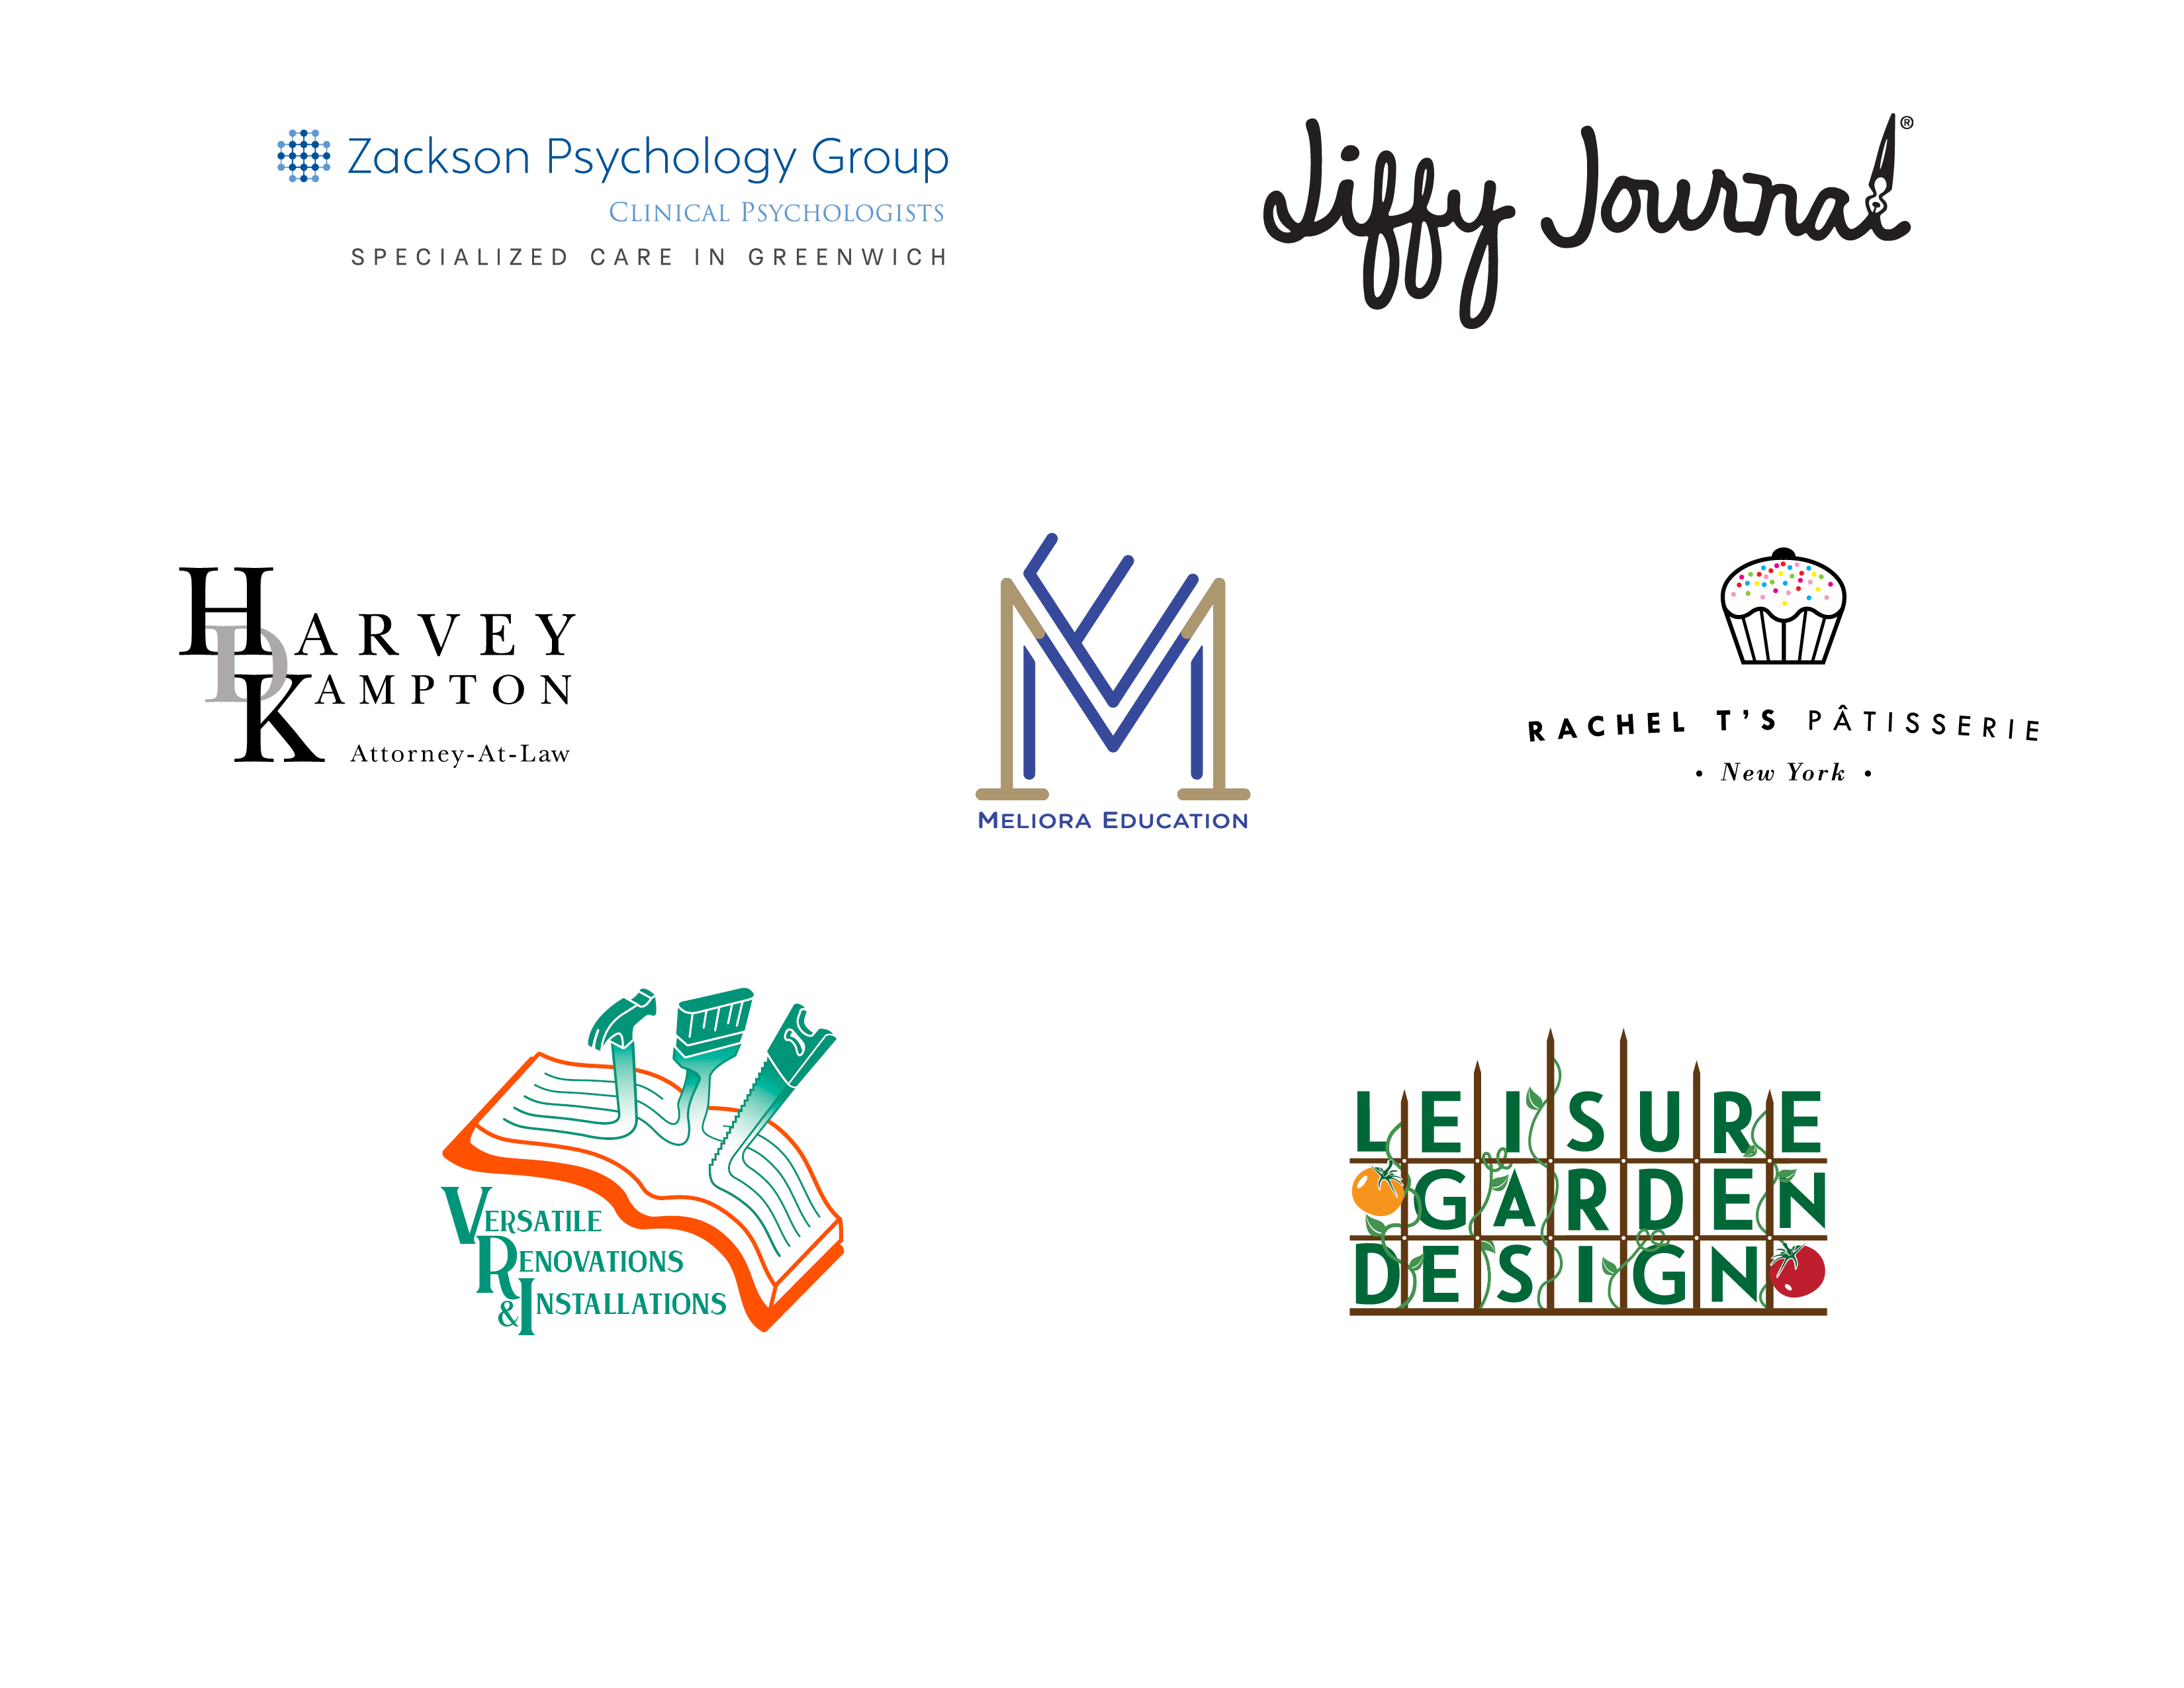 Zackson Psychology Group
CLINICAL PSYCHOLOGISTS
SPECIALIZED CARE IN GREENWICH
Jiffy Journal®
HARVEY
D
KAMPTON
Attorney-At-Law
MELIORA EDUCATION
RACHEL T'S PÂTISSERIE
• New York •
VERSATILE
RENOVATIONS
& INSTALLATIONS
LEISURE
GARDEN
DESIGN